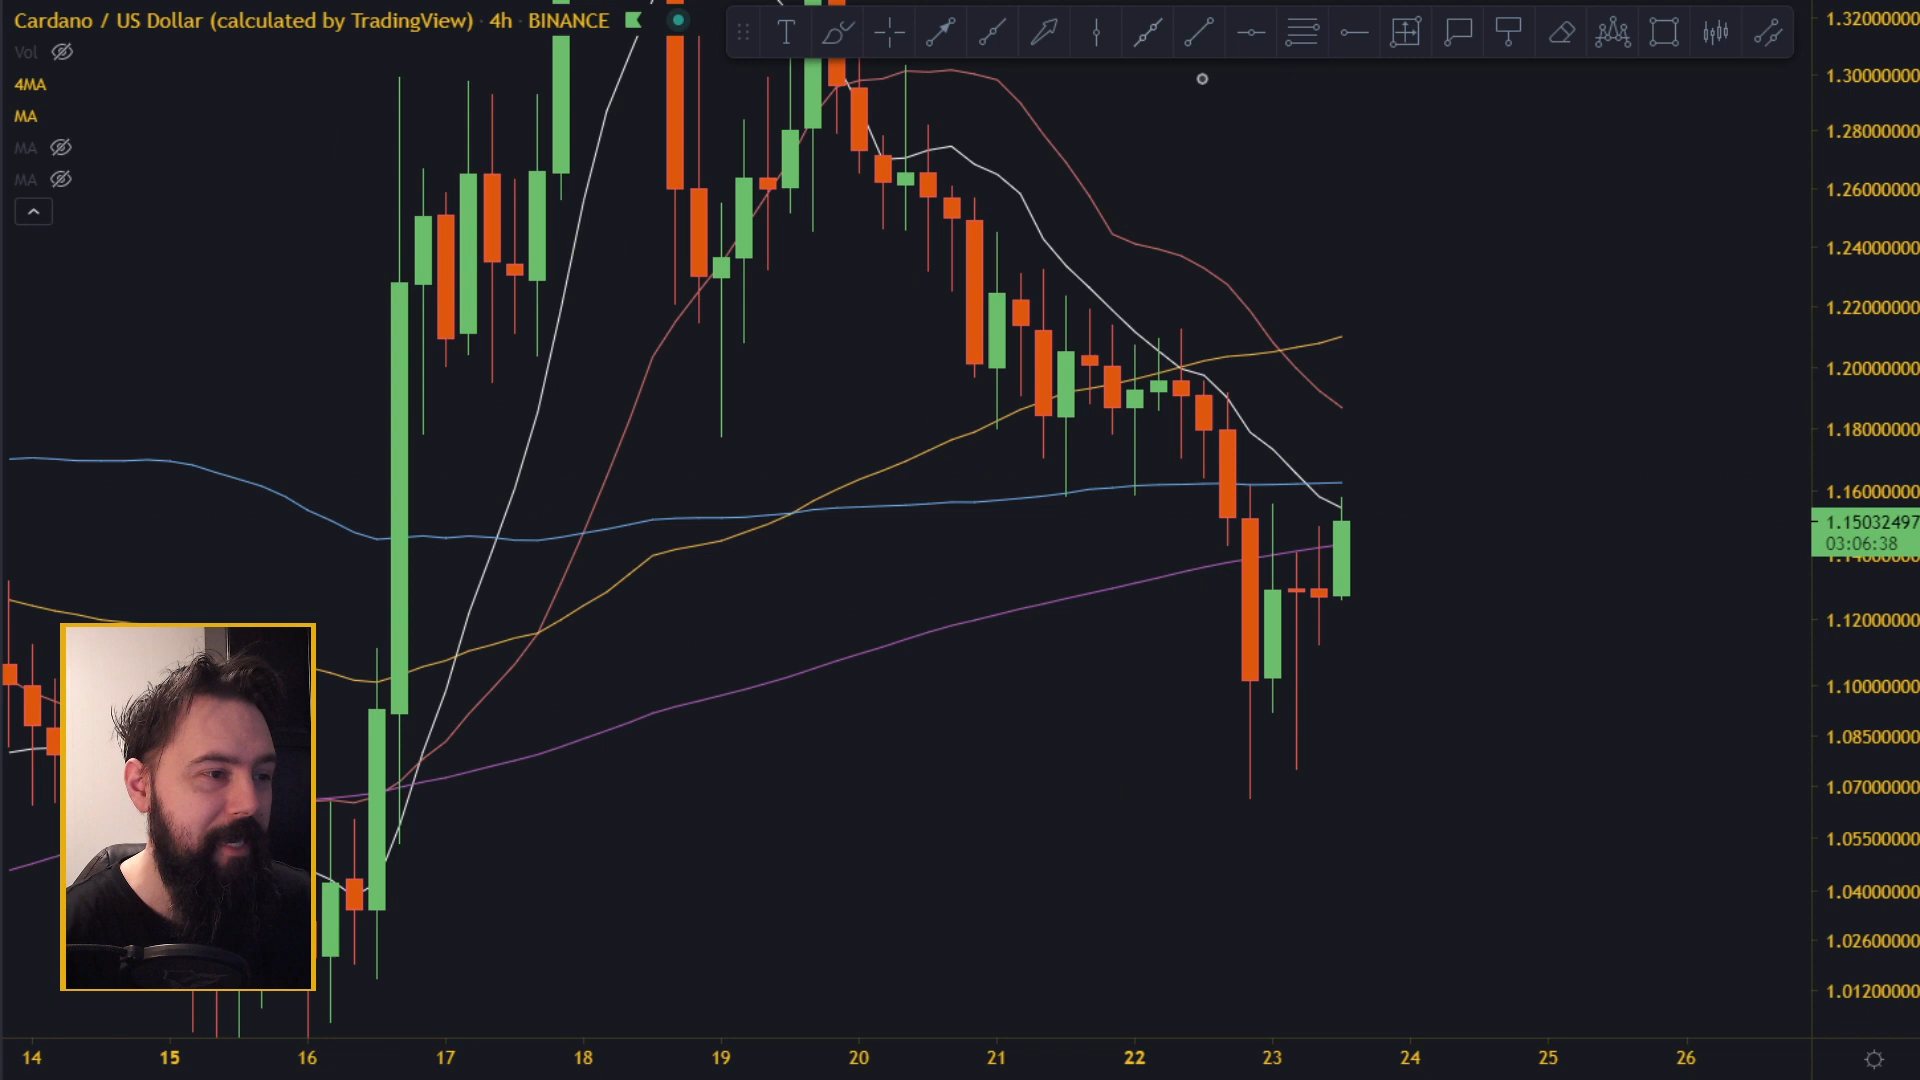 Cardano / US Dollar (calculated by TradingView) · 4h · BINANCE
Vol
4MA
MA
MA
MA
T
1.32000000
1.30000000
1.28000000
1.26000000
1.24000000
1.22000000
1.20000000
1.18000000
1.16000000
1.15032497
03:06:38
1.12000000
1.10000000
1.08500000
1.07000000
1.05500000
1.04000000
1.02600000
1.01200000
14 15 16 17 18 19 20 21 22 23 24 25 26